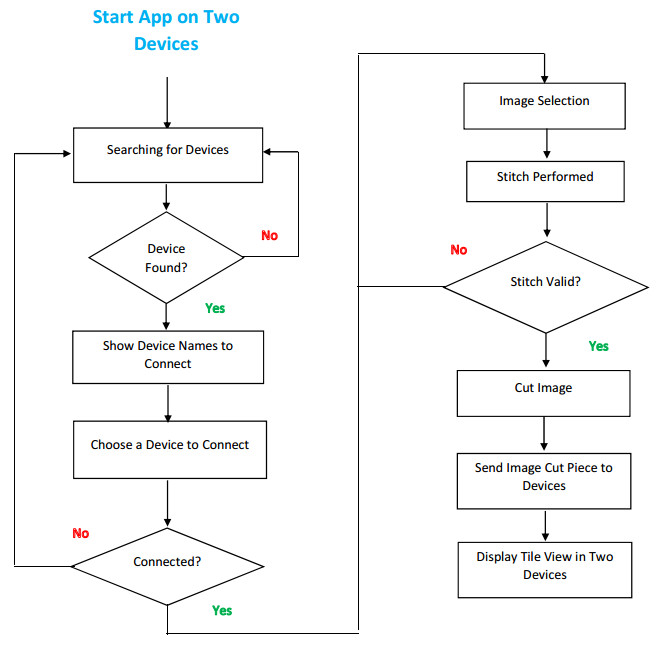 Start App on Two
Devices
Searching for Devices
No
Device
Found?
Yes
Show Device Names to
Connect
Choose a Device to Connect
No
Connected?
Yes
Image Selection
Stitch Performed
No
Stitch Valid?
Yes
Cut Image
Send Image Cut Piece to
Devices
Display Tile View in Two
Devices